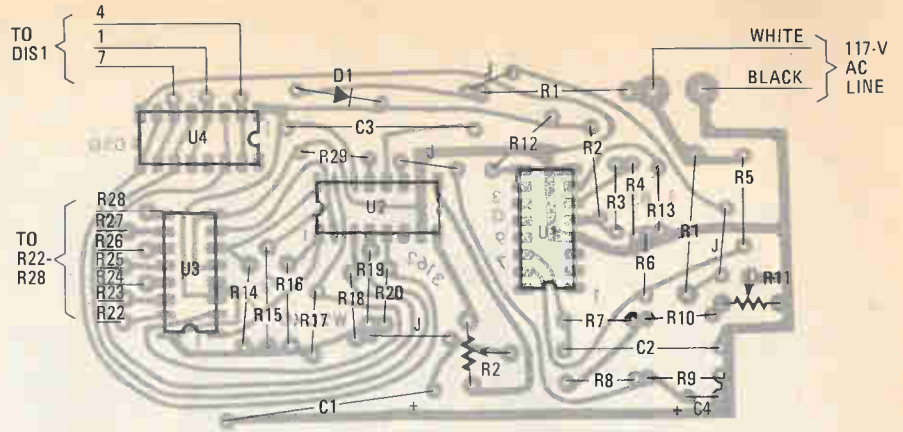 TO
DIS1
4
1
7
WHITE
BLACK
117-V
AC
LINE
D1
R1
C3
R12
R2
U4
R29
J
R3
R4
R13
R5
R28
R27
R26
R25
R24
R23
R22
TO
R22-
R28
U3
U2
R1
J
R6
R11
R14
R15
R16
R17
R18
R19
R20
J
R2
R7
R10
C2
R8
R9
C1
+
+ C4